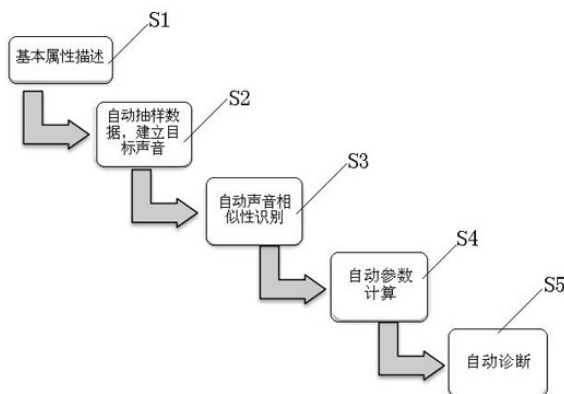 S1
基本属性描述
S2
自动抽样数
据，建立目
标声音
S3
自动声音相
似性识别
S4
自动参数
计算
S5
自动诊断